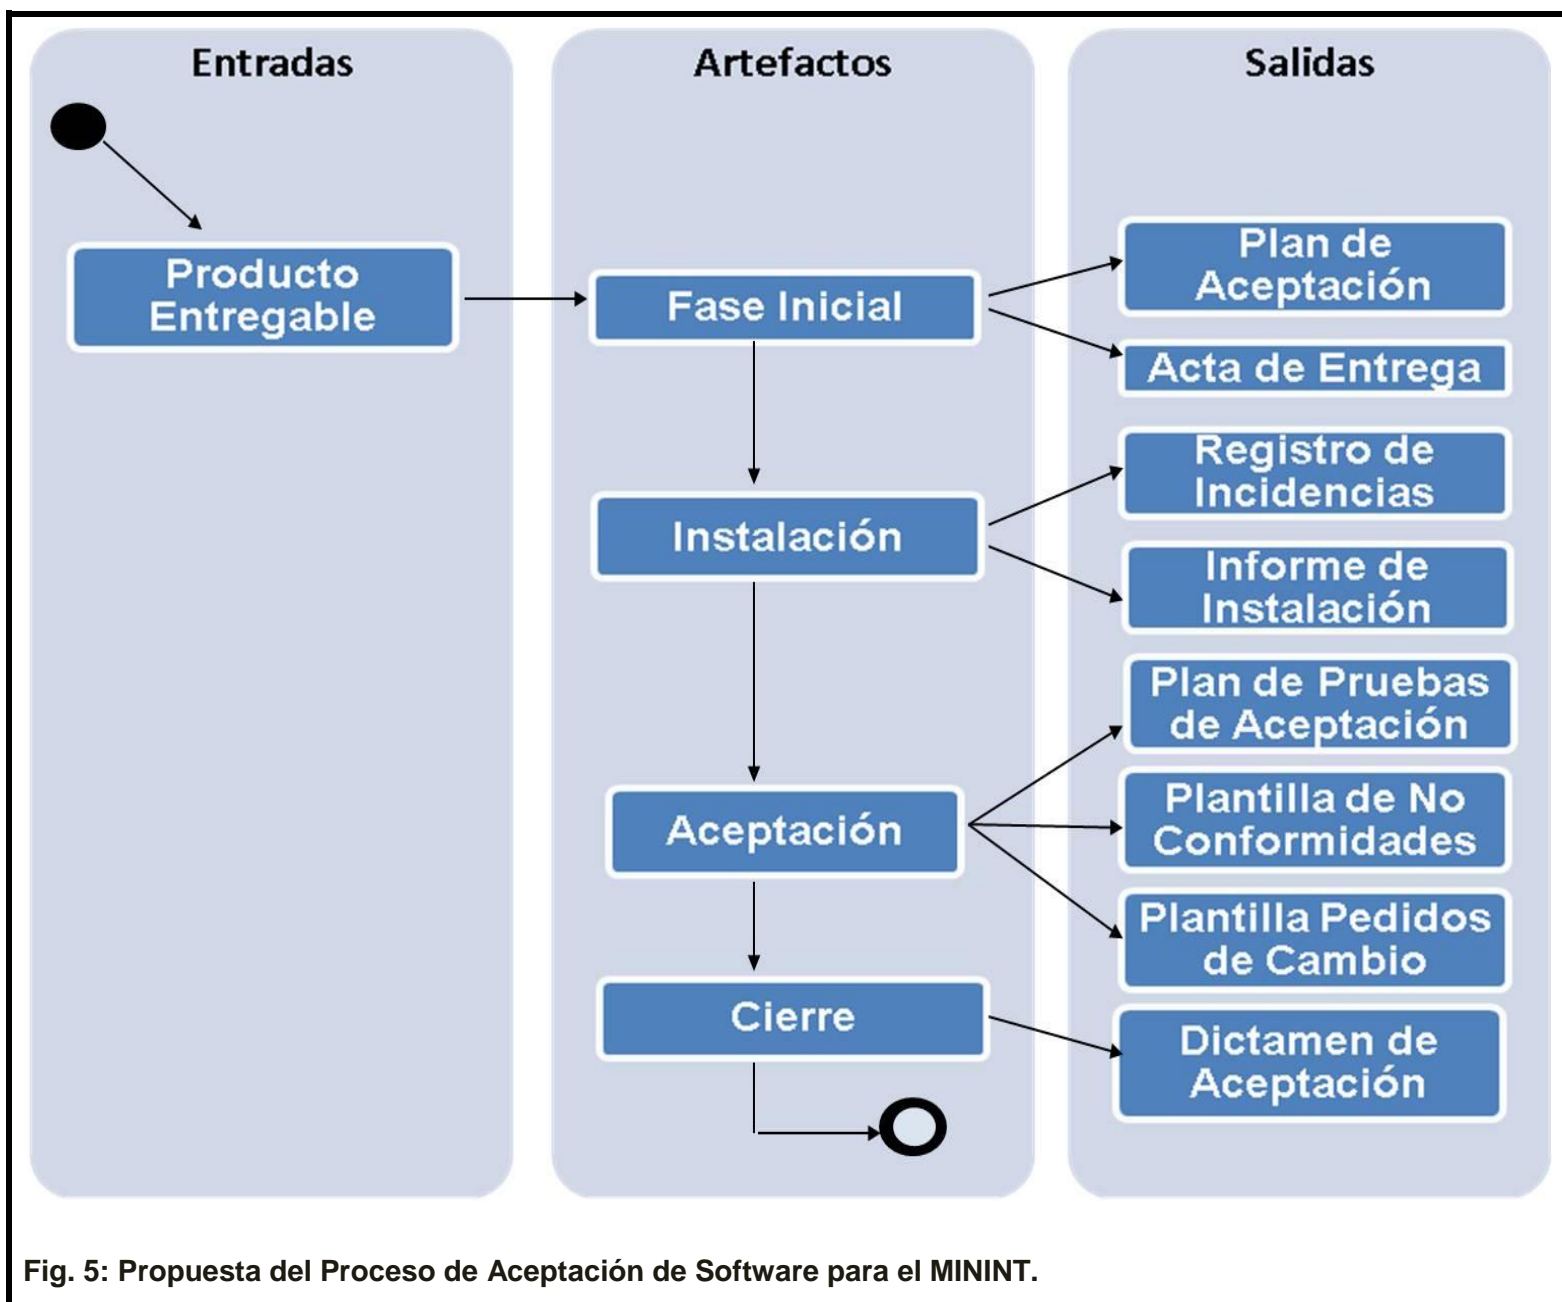 Entradas
Artefactos
Salidas
Producto
Entregable
Fase Inicial
Plan de
Aceptación
Acta de Entrega
Instalación
Registro de
Incidencias
Informe de
Instalación
Aceptación
Plan de Pruebas
de Aceptación
Plantilla de No
Conformidades
Plantilla Pedidos
de Cambio
Cierre
Dictamen de
Aceptación
Fig. 5: Propuesta del Proceso de Aceptación de Software para el MININT.